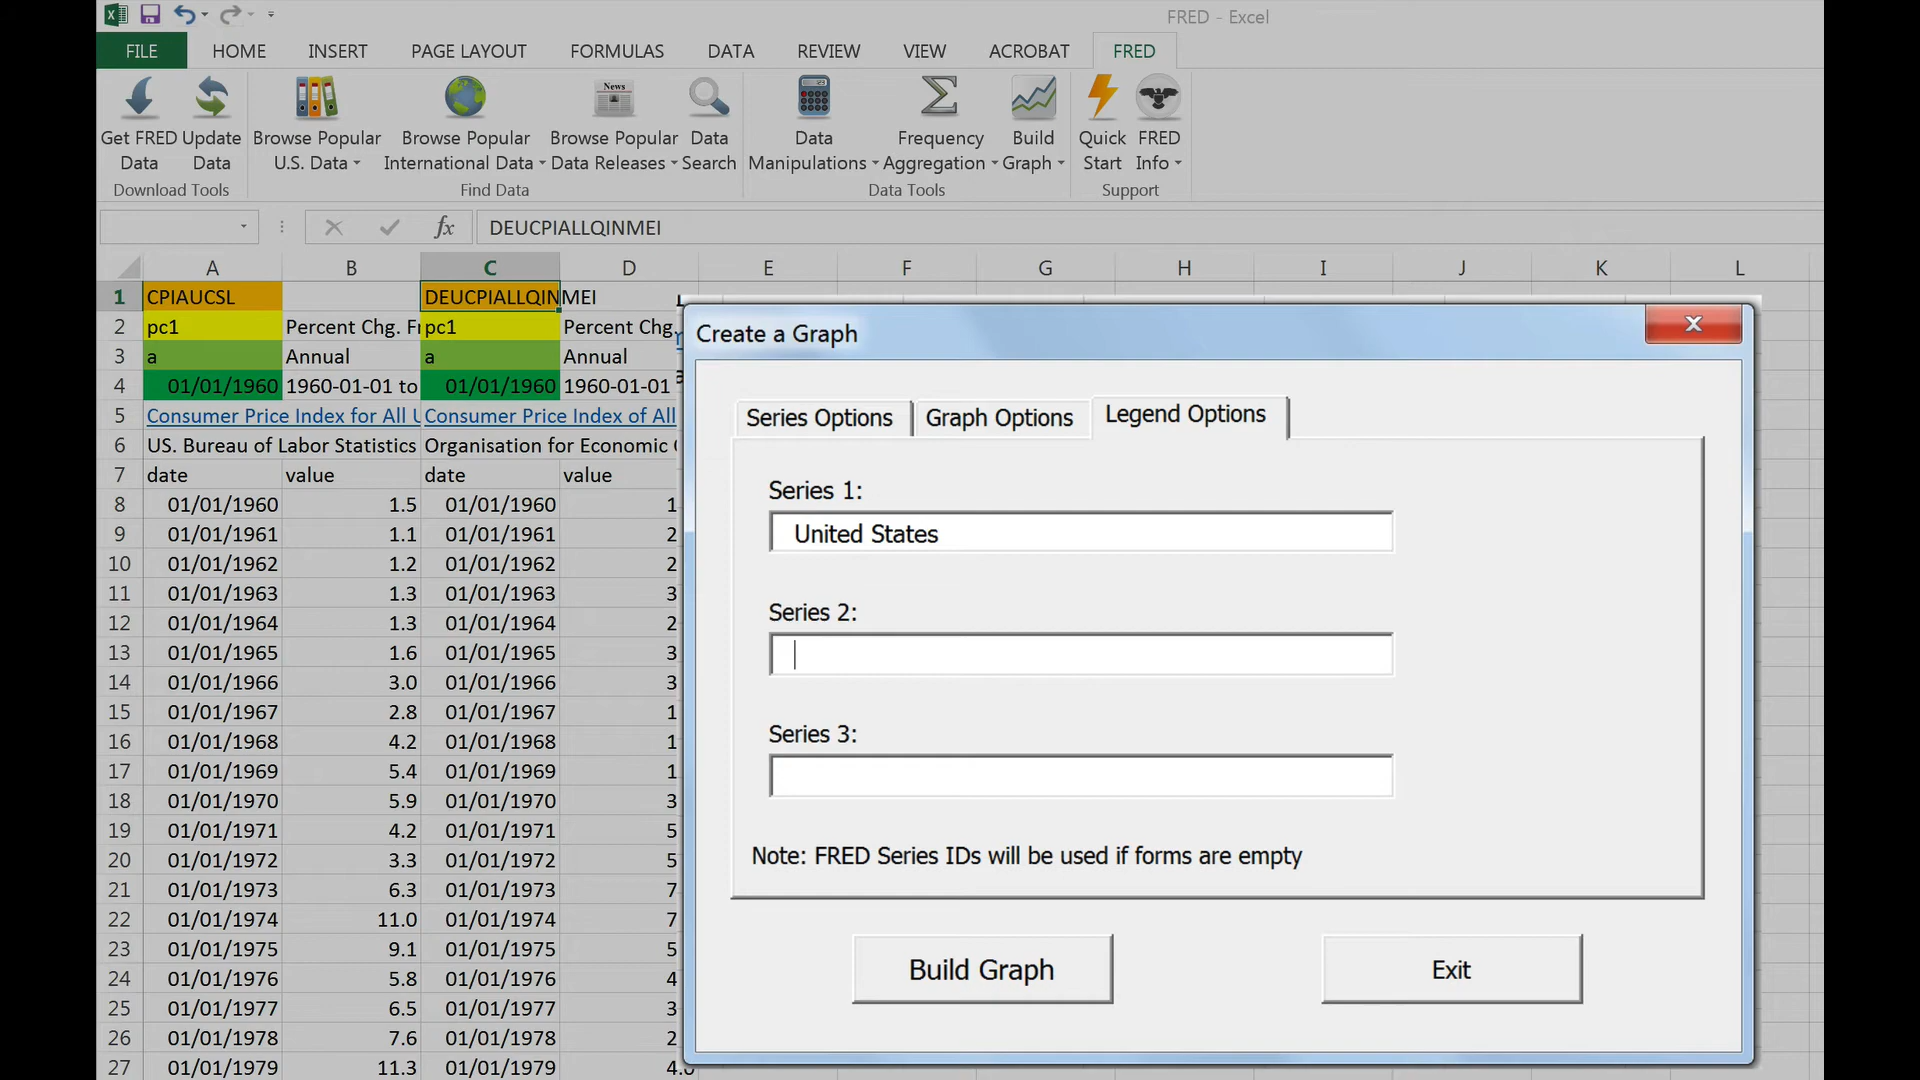 FRED - Excel
FILE HOME INSERT PAGE LAYOUT FORMULAS DATA REVIEW VIEW ACROBAT FRED
News
Get FRED Data
Update Data
Browse Popular U.S. Data
Browse Popular International Data
Browse Popular Data Releases
Data Search
Data Manipulations
Frequency Aggregation
Build Graph
Quick Start
FRED Info
Download Tools Find Data Data Tools Support
fx DEUCPIALLQINMEI
A B C D E F G H I J K L
1 CPIAUCSL DEUCPIALLQINMEI
2 pc1 Percent Chg. Fr pc1 Percent Chg.
3 a Annual a Annual
4 01/01/1960 1960-01-01 to 01/01/1960 1960-01-01
5 Consumer Price Index for All U Consumer Price Index of All
6 US. Bureau of Labor Statistics Organisation for Economic
7 date value date value
8 01/01/1960 1.5 01/01/1960 1
9 01/01/1961 1.1 01/01/1961 2
10 01/01/1962 1.2 01/01/1962 2
11 01/01/1963 1.3 01/01/1963 3
12 01/01/1964 1.3 01/01/1964 2
13 01/01/1965 1.6 01/01/1965 3
14 01/01/1966 3.0 01/01/1966 3
15 01/01/1967 2.8 01/01/1967 1
16 01/01/1968 4.2 01/01/1968 1
17 01/01/1969 5.4 01/01/1969 1
18 01/01/1970 5.9 01/01/1970 3
19 01/01/1971 4.2 01/01/1971 5
20 01/01/1972 3.3 01/01/1972 5
21 01/01/1973 6.3 01/01/1973 7
22 01/01/1974 11.0 01/01/1974 7
23 01/01/1975 9.1 01/01/1975 5
24 01/01/1976 5.8 01/01/1976 4
25 01/01/1977 6.5 01/01/1977 3
26 01/01/1978 7.6 01/01/1978 2
27 01/01/1979 11.3 01/01/1979 4.0
Create a Graph
Series Options Graph Options Legend Options
Series 1:
United States
Series 2:
Series 3:
Note: FRED Series IDs will be used if forms are empty
Build Graph Exit